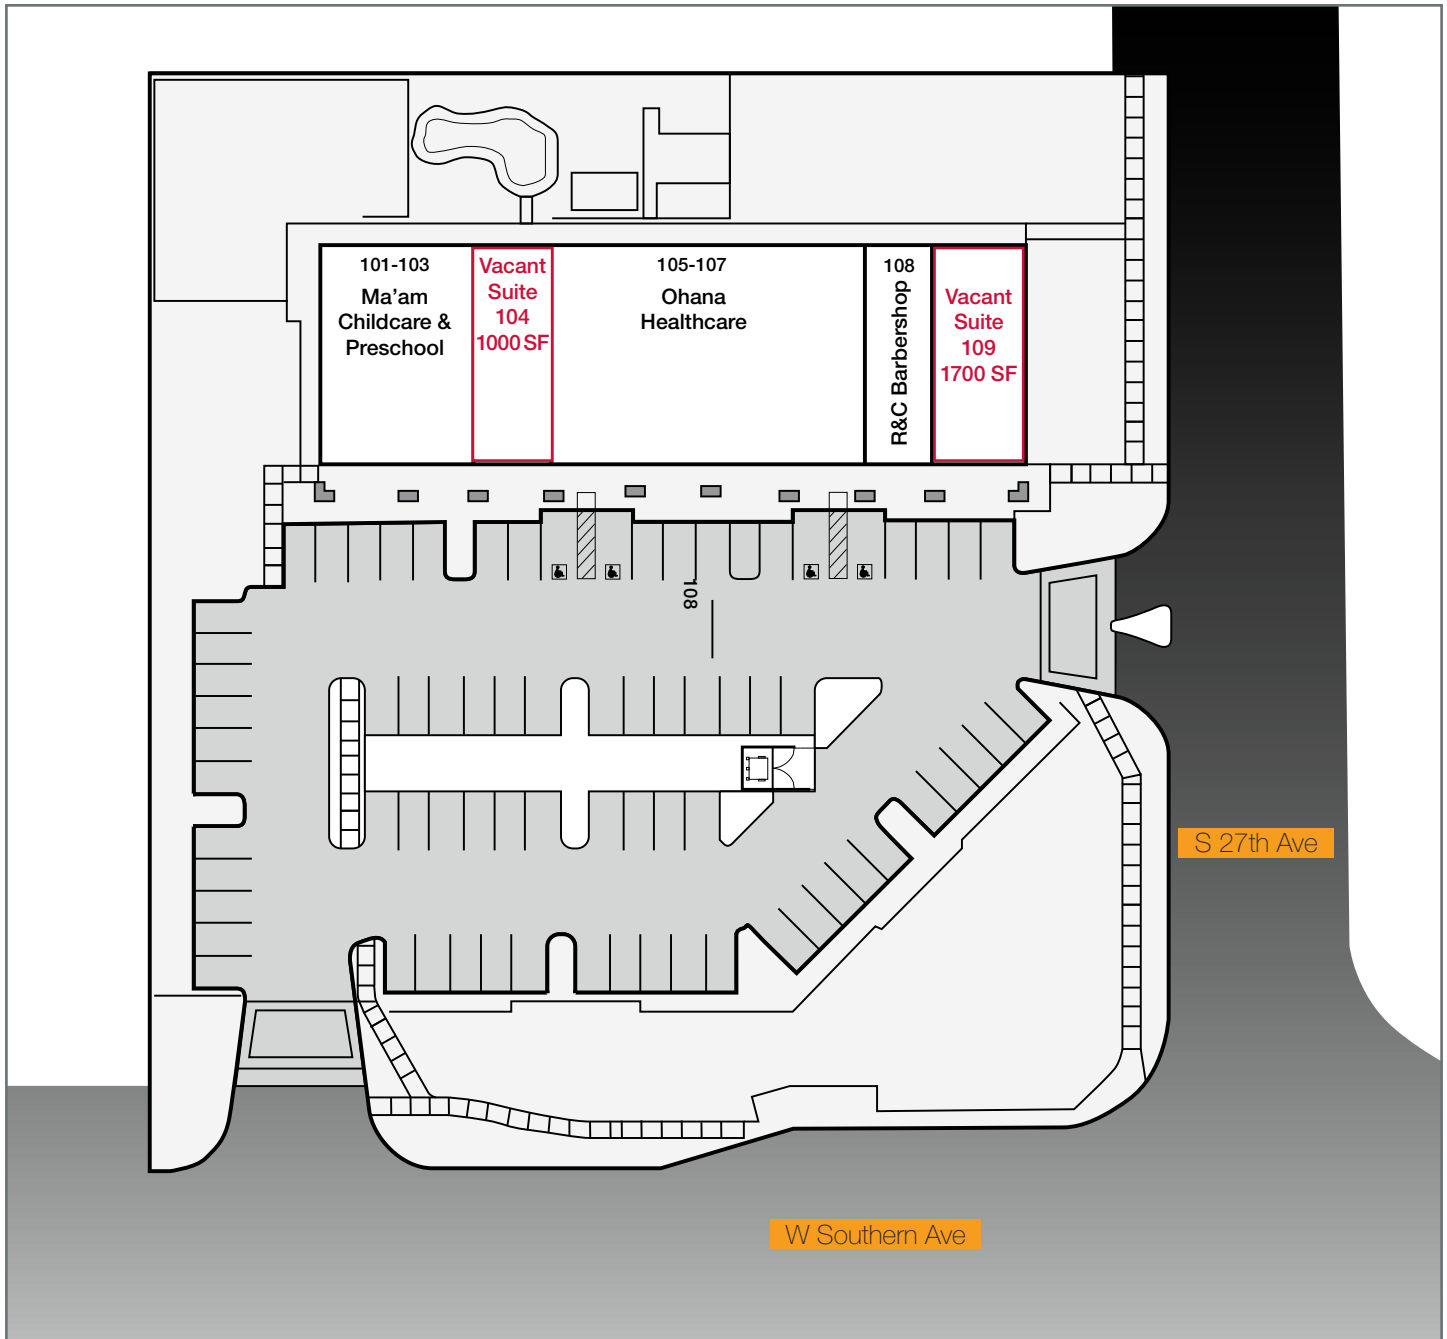 101-103
Ma'am
Childcare &
Preschool
Vacant
Suite
104
1000 SF
105-107
Ohana
Healthcare
108
R&C Barbershop
Vacant
Suite
109
1700 SF
108
S 27th Ave
W Southern Ave